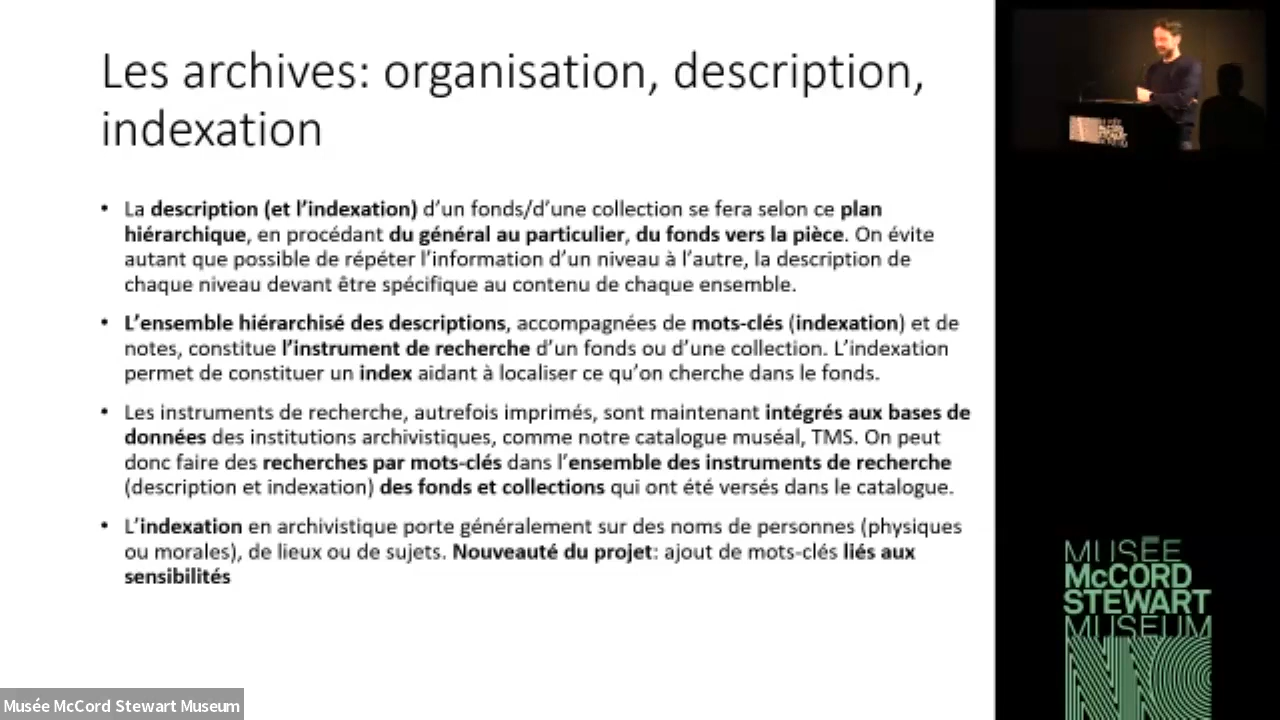 Les archives: organisation, description,
indexation
• La description (et l’indexation) d’un fonds/d’une collection se fera selon ce plan
hiérarchique, en procédant du général au particulier, du fonds vers la pièce. On évite
autant que possible de répéter l’information d’un niveau à l’autre, la description de
chaque niveau devant être spécifique au contenu de chaque ensemble.
• L’ensemble hiérarchisé des descriptions, accompagnées de mots-clés (indexation) et de
notes, constitue l’instrument de recherche d’un fonds ou d’une collection. L’indexation
permet de constituer un index aidant à localiser ce qu’on cherche dans le fonds.
• Les instruments de recherche, autrefois imprimés, sont maintenant intégrés aux bases de
données des institutions archivistiques, comme notre catalogue muséal, TMS. On peut
donc faire des recherches par mots-clés dans l’ensemble des instruments de recherche
(description et indexation) des fonds et collections qui ont été versés dans le catalogue.
• L’indexation en archivistique porte généralement sur des noms de personnes (physiques
ou morales), de lieux ou de sujets. Nouveauté du projet: ajout de mots-clés liés aux
sensibilités
MUSÉE
McCORD
STEWART
MUSEUM
Musée McCord Stewart Museum